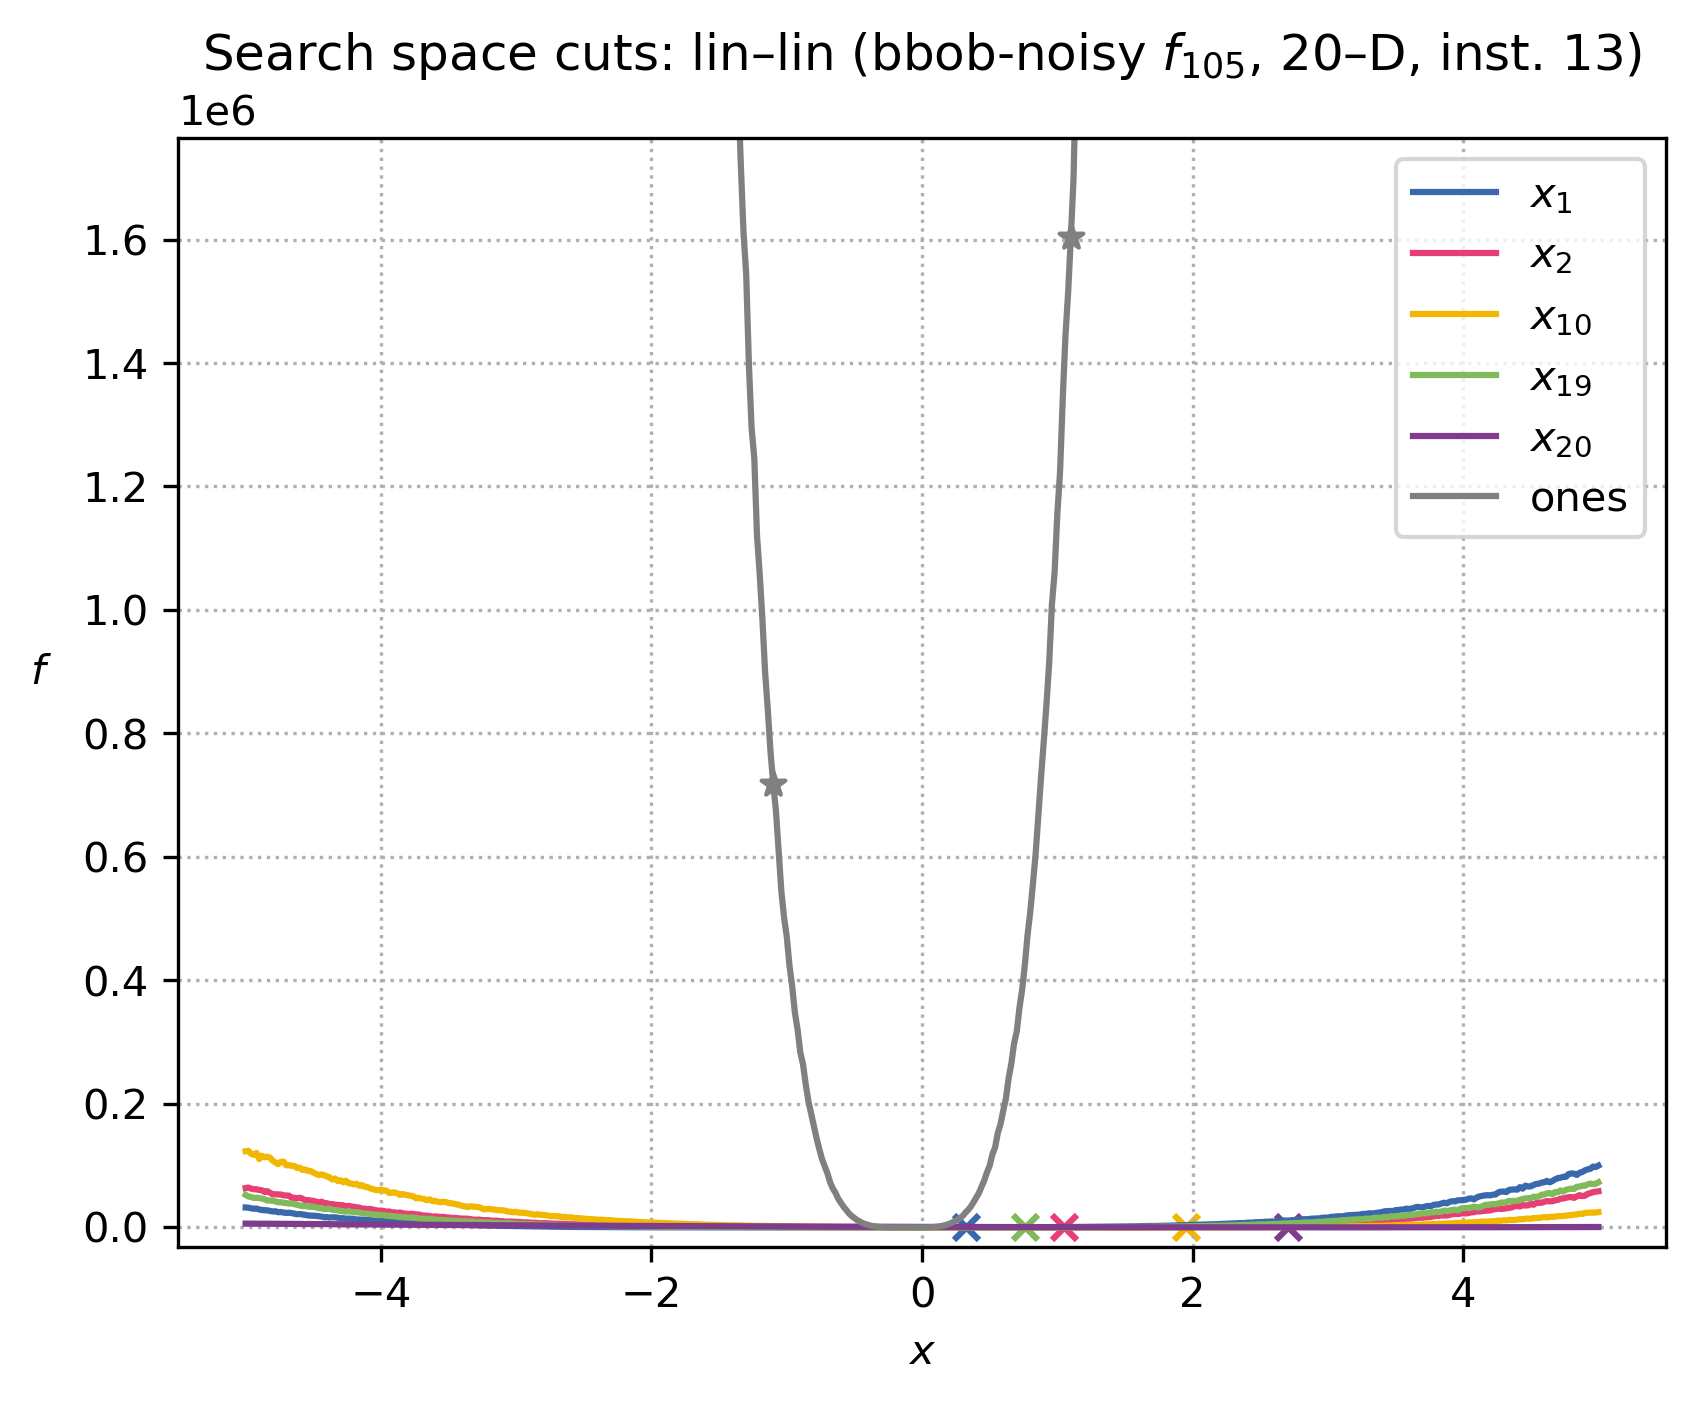 Search space cuts: lin–lin (bbob-noisy f₁₀₅, 20–D, inst. 13)
1e6
1.6
1.4
1.2
1.0
0.8
0.6
0.4
0.2
0.0
f
−4 −2 0 2 4
x
x₁
x₂
x₁₀
x₁₉
x₂₀
ones